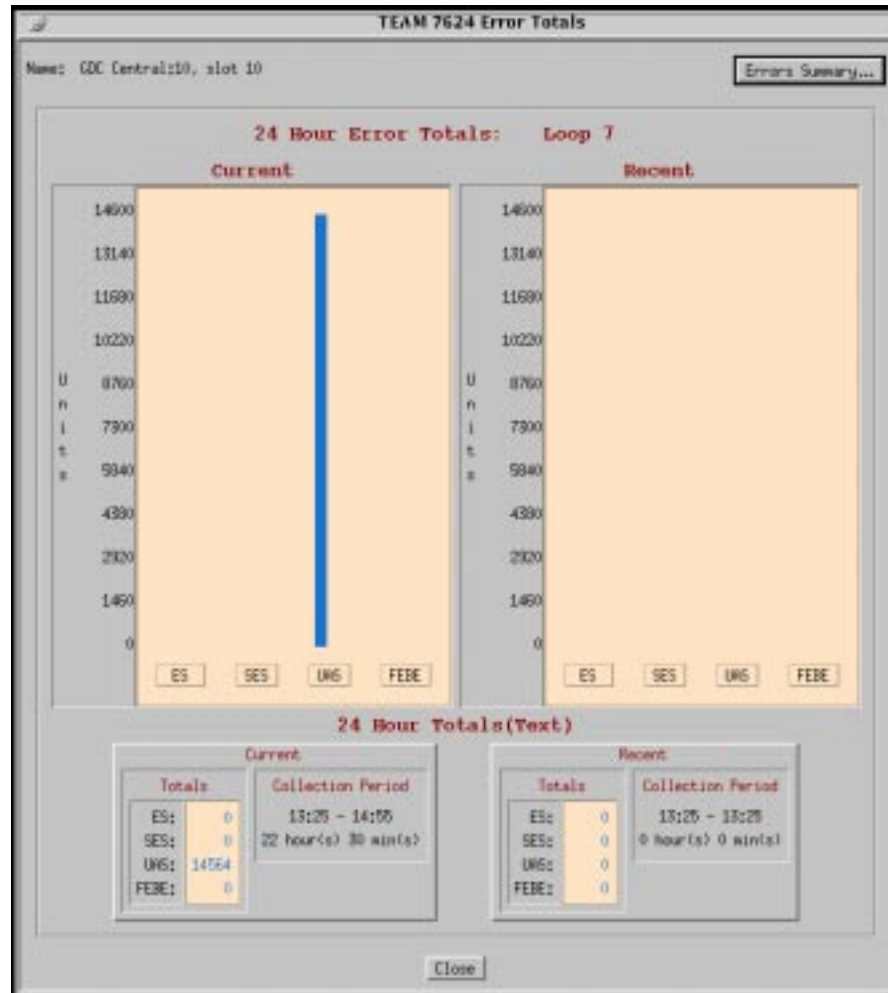 TEAM 7624 Error Totals
Name: GDC Central:10, slot 10
Errors Summary...
24 Hour Error Totals: Loop 7
Current
Recent
14600
13140
11680
10220
8760
7300
5840
4380
2920
1460
0
Units
ES SES UAS FEBE
14600
13140
11680
10220
8760
7300
5840
4380
2920
1460
0
Units
ES SES UAS FEBE
24 Hour Totals(Text)
Current
Totals
ES: 0
SES: 0
UAS: 14564
FEBE: 0
Collection Period
13:25 - 14:55
22 hour(s) 30 min(s)
Recent
Totals
ES: 0
SES: 0
UAS: 0
FEBE: 0
Collection Period
13:25 - 13:25
0 hour(s) 0 min(s)
Close